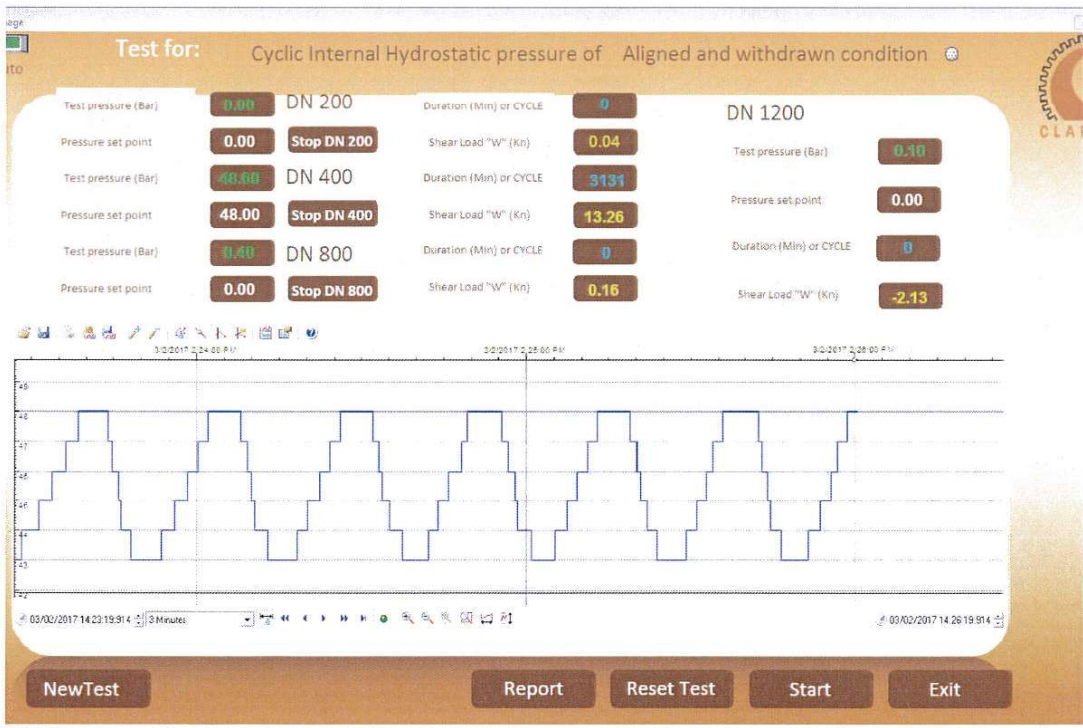 Test for: Cyclic Internal Hydrostatic pressure of Aligned and withdrawn condition
Test pressure (Bar) 0.00 DN 200 Duration (Min) or CYCLE 0
DN 1200
Pressure set point 0.00 Stop DN 200 Shear Load "W" (Kn) 0.04
Test pressure (Bar) 0.10
Test pressure (Bar) 48.60 DN 400 Duration (Min) or CYCLE 3131
Pressure set point 0.00
Pressure set point 48.00 Stop DN 400 Shear Load "W" (Kn) 13.26
Test pressure (Bar) 0.40 DN 800 Duration (Min) or CYCLE 0
Duration (Min) or CYCLE 0
Pressure set point 0.00 Stop DN 800 Shear Load "W" (Kn) 0.16
Shear Load "W" (Kn) -2.13
3/2/2017 2:24:00 PM 3/2/2017 2:25:00 PM 3/2/2017 2:26:00 PM
48
47
44
43
03/02/2017 14:23:19.914 3 Minutes 03/02/2017 14:26:19.914
NewTest Report Reset Test Start Exit